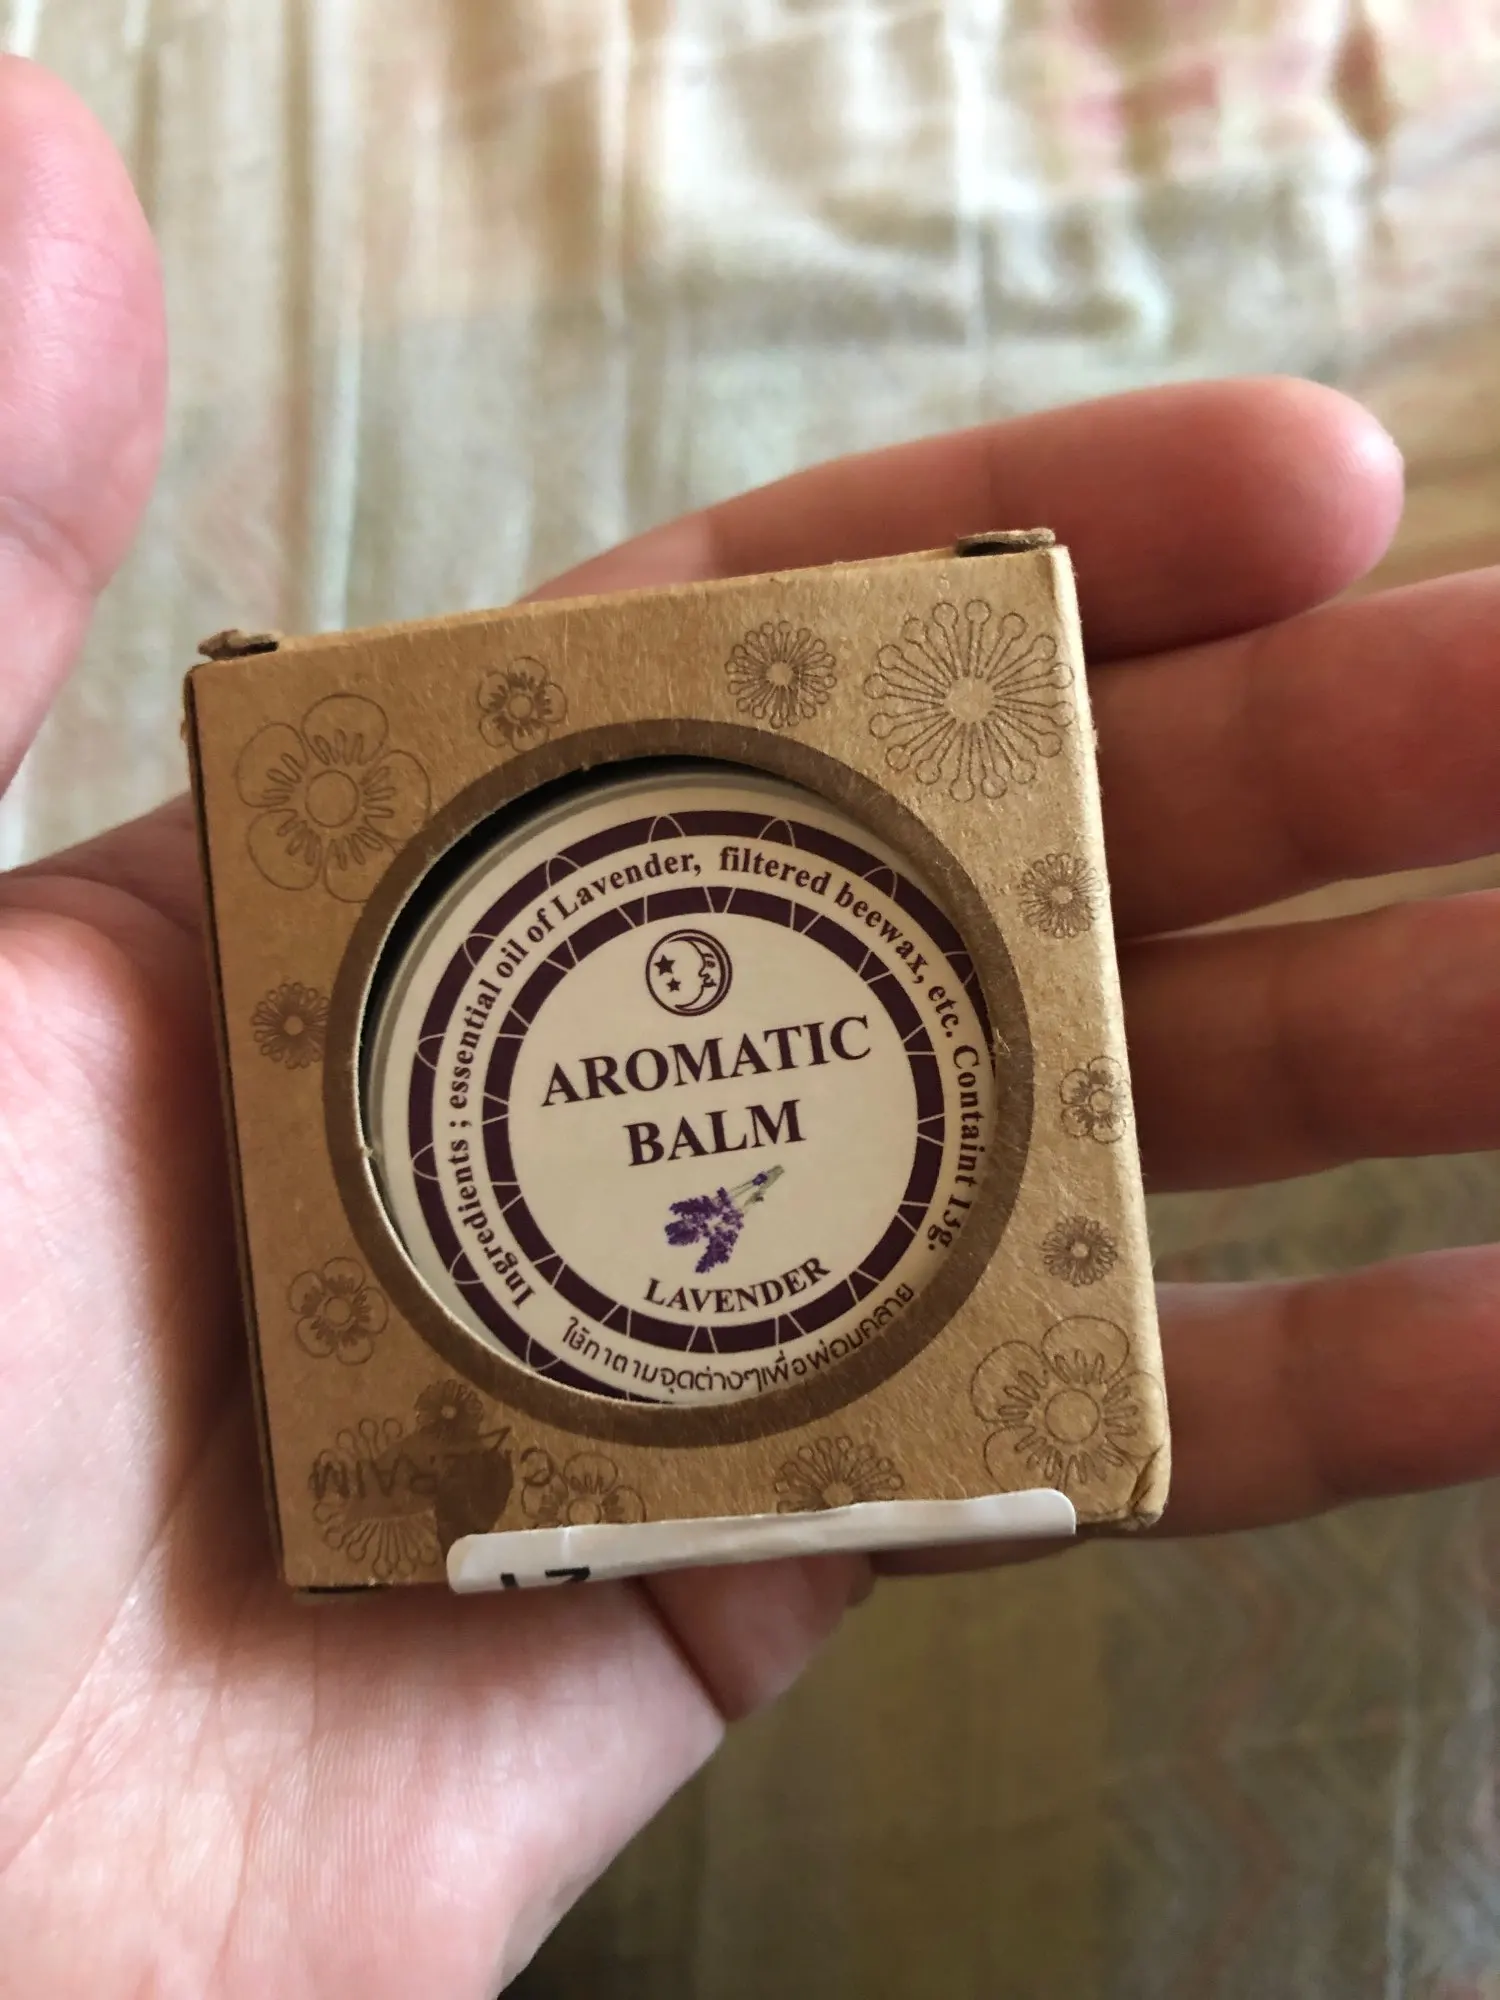 Ingredients ; essential oil of Lavender, filtered beewax, etc. Containt 15g.
AROMATIC
BALM
LAVENDER
ใช้ทาตามจุดต่างๆเพื่อผ่อนคลาย